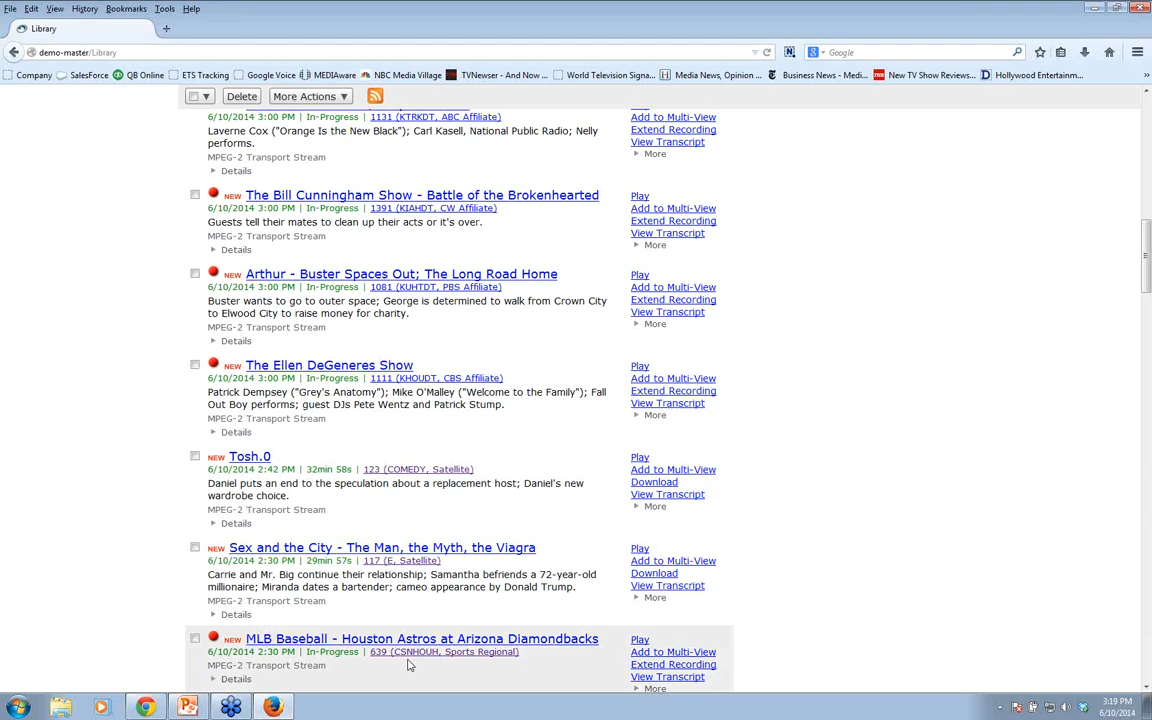 File Edit View History Bookmarks Tools Help
Library
demo-master/Library
Google
Company SalesForce QB Online ETS Tracking Google Voice MEDIAware NBC Media Village TVNewser - And Now ... World Television Signa... Media News, Opinion ... Business News - Medi... New TV Show Reviews... Hollywood Entertainm...
Delete More Actions
Play
6/10/2014 3:00 PM | In-Progress | 1131 (KTRKDT, ABC Affiliate) Add to Multi-View
Laverne Cox ("Orange Is the New Black"); Carl Kasell, National Public Radio; Nelly Extend Recording
performs. View Transcript
MPEG-2 Transport Stream More
Details
NEW The Bill Cunningham Show - Battle of the Brokenhearted Play
6/10/2014 3:00 PM | In-Progress | 1391 (KIAHDT, CW Affiliate) Add to Multi-View
Guests tell their mates to clean up their acts or it's over. Extend Recording
MPEG-2 Transport Stream View Transcript
Details More
NEW Arthur - Buster Spaces Out; The Long Road Home Play
6/10/2014 3:00 PM | In-Progress | 1081 (KUHTDT, PBS Affiliate) Add to Multi-View
Buster wants to go to outer space; George is determined to walk from Crown City Extend Recording
to Elwood City to raise money for charity. View Transcript
MPEG-2 Transport Stream More
Details
NEW The Ellen DeGeneres Show Play
6/10/2014 3:00 PM | In-Progress | 1111 (KHOUDT, CBS Affiliate) Add to Multi-View
Patrick Dempsey ("Grey's Anatomy"); Mike O'Malley ("Welcome to the Family"); Fall Extend Recording
Out Boy performs; guest DJs Pete Wentz and Patrick Stump. View Transcript
MPEG-2 Transport Stream More
Details
NEW Tosh.0 Play
6/10/2014 2:42 PM | 32min 58s | 123 (COMEDY, Satellite) Add to Multi-View
Daniel puts an end to the speculation about a replacement host; Daniel's new Download
wardrobe choice. View Transcript
MPEG-2 Transport Stream More
Details
NEW Sex and the City - The Man, the Myth, the Viagra Play
6/10/2014 2:30 PM | 29min 57s | 117 (E, Satellite) Add to Multi-View
Carrie and Mr. Big continue their relationship; Samantha befriends a 72-year-old Download
millionaire; Miranda dates a bartender; cameo appearance by Donald Trump. View Transcript
MPEG-2 Transport Stream More
Details
NEW MLB Baseball - Houston Astros at Arizona Diamondbacks Play
6/10/2014 2:30 PM | In-Progress | 639 (CSNHOUH, Sports Regional) Add to Multi-View
MPEG-2 Transport Stream Extend Recording
Details View Transcript
More
3:19 PM
6/10/2014